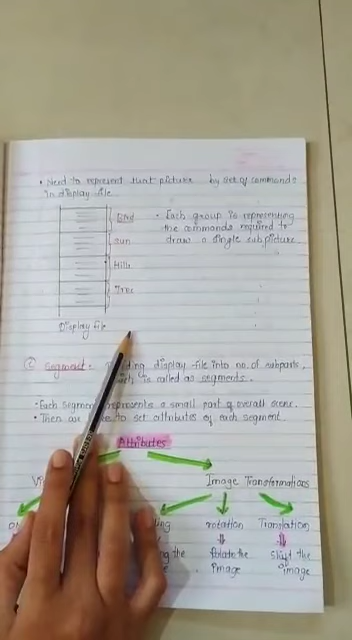 • Need to represent that picture by set of commands
in display file
Bird
Sun
Hills
Tree
• Each group is representing
the commands required to
draw a single subpicture.
Display file
② Segment: display file into no. of subparts,
is called as segments.
• Each segment represents a small part of overall scene.
• Then we to set attributes of each segment
Attributes
Image Transformations
rotation
Translation
Rotate the
image
shift the
image
the